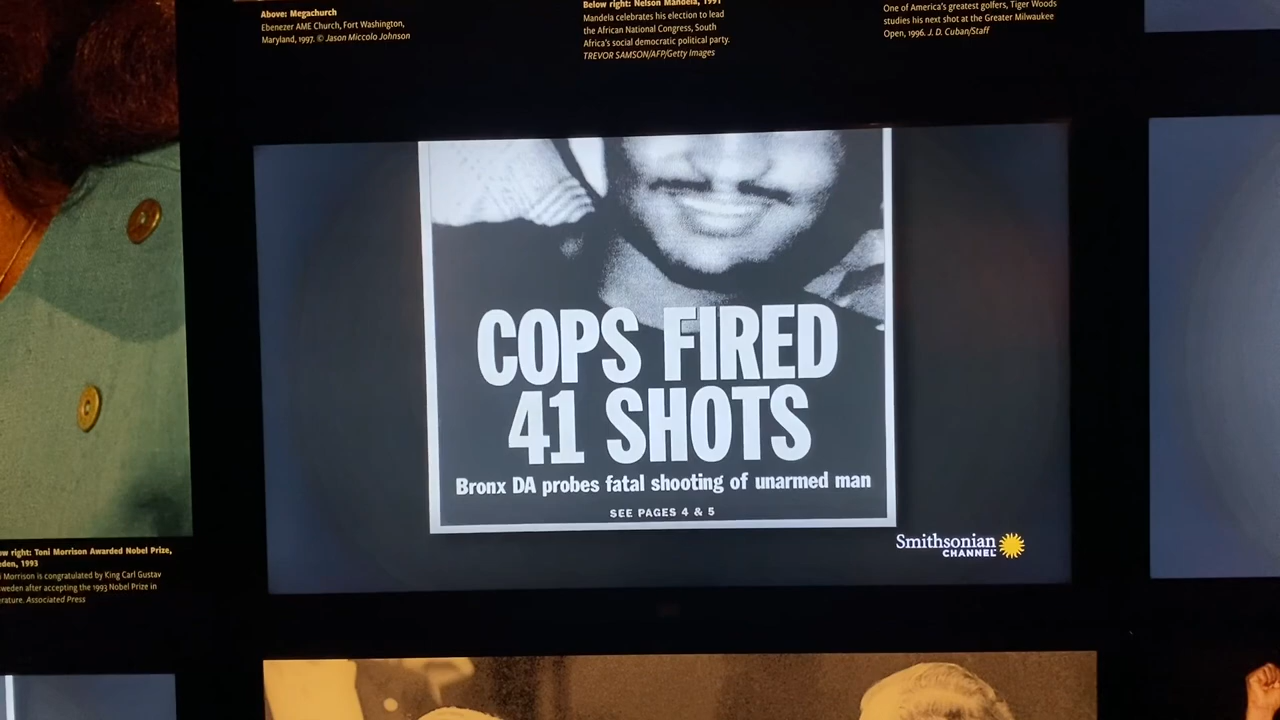 Above: Megachurch
Ebenezer AME Church, Fort Washington,
Maryland, 1997. © Jason Miccolo Johnson
Below right: Nelson Mandela, 1991
Mandela celebrates his election to lead
the African National Congress, South
Africa's social democratic political party.
TREVOR SAMSON/AFP/Getty Images
One of America's greatest golfers, Tiger Woods
studies his next shot at the Greater Milwaukee
Open, 1996. J. D. Cuban/Staff
COPS FIRED
41 SHOTS
Bronx DA probes fatal shooting of unarmed man
SEE PAGES 4 & 5
Smithsonian
CHANNEL
right: Toni Morrison Awarded Nobel Prize,
1993
Morrison is congratulated by King Carl Gustav
after accepting the 1993 Nobel Prize in
Associated Press